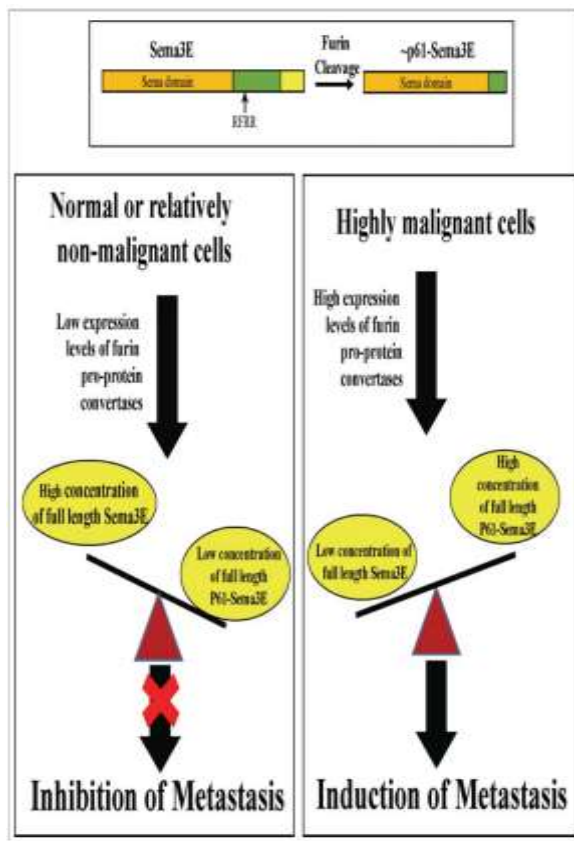 Sema3E
Furin
Cleavage
~p61-Sema3E
Sema domain
Sema domain
RFRR
Normal or relatively
non-malignant cells
Low expression
levels of furin
pro-protein
convertases
High concentration
of full length Sema3E
Low concentration
of full length
P61-Sema3E
Inhibition of Metastasis
Highly malignant cells
High expression
levels of furin
pro-protein
convertases
High
concentration
of full length
P61-Sema3E
Low concentration of
full length Sema3E
Induction of Metastasis